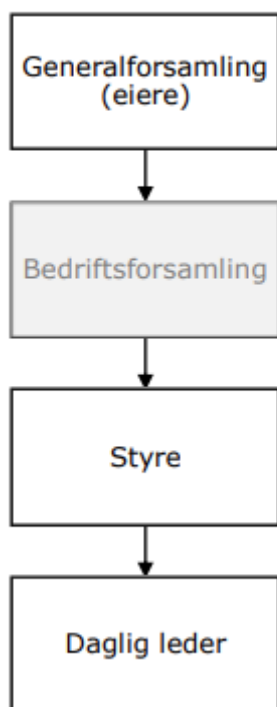 Generalforsamling
(eiere)
Bedriftsforsamling
Styre
Daglig leder